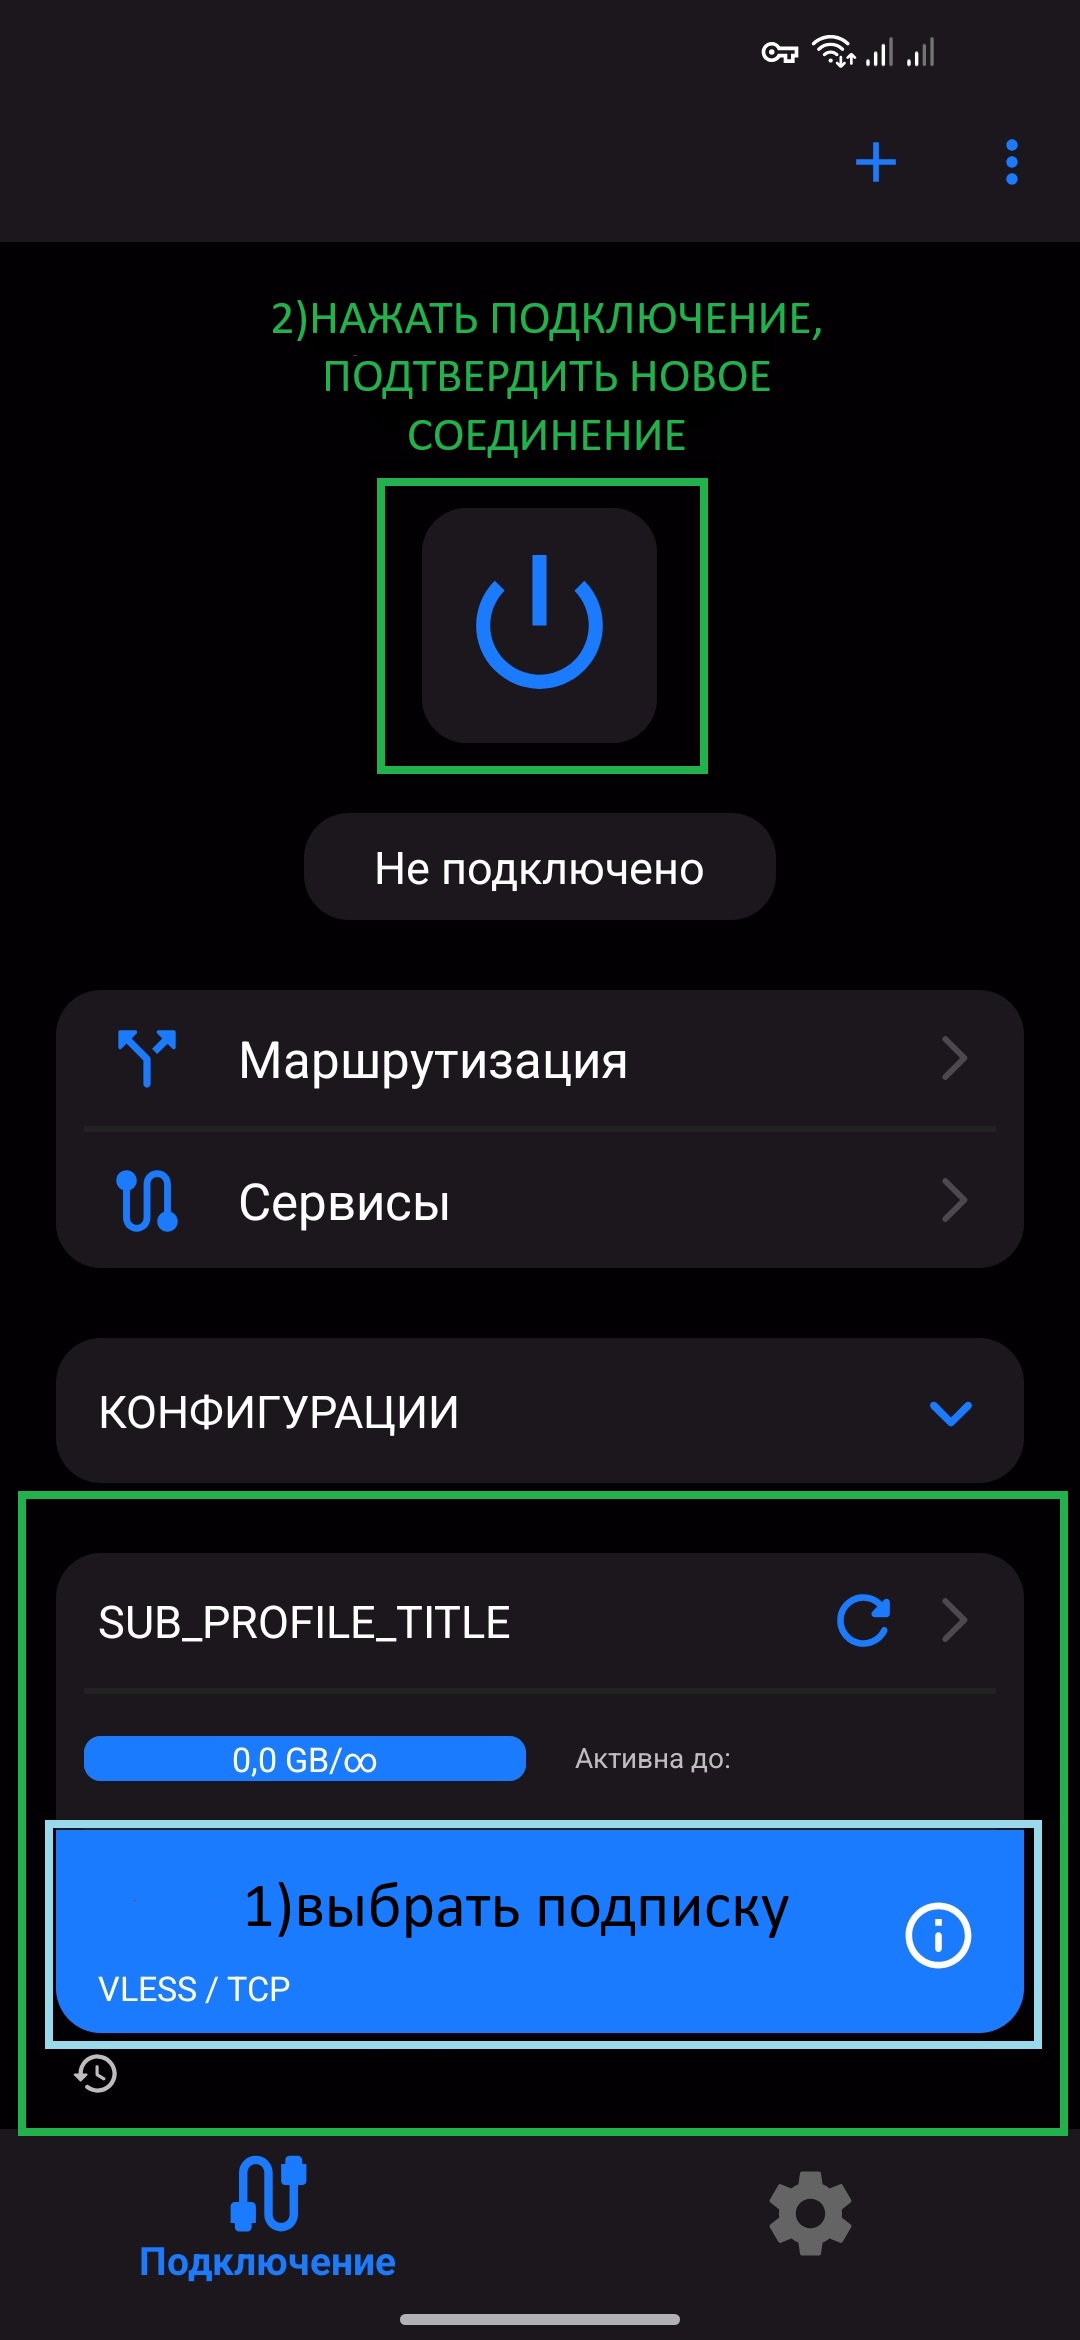 2)НАЖАТЬ ПОДКЛЮЧЕНИЕ,
ПОДТВЕРДИТЬ НОВОЕ
СОЕДИНЕНИЕ
Не подключено
Маршрутизация
Сервисы
КОНФИГУРАЦИИ
SUB_PROFILE_TITLE
0,0 GB/∞
Активна до:
1)выбрать подписку
VLESS / TCP
Подключение